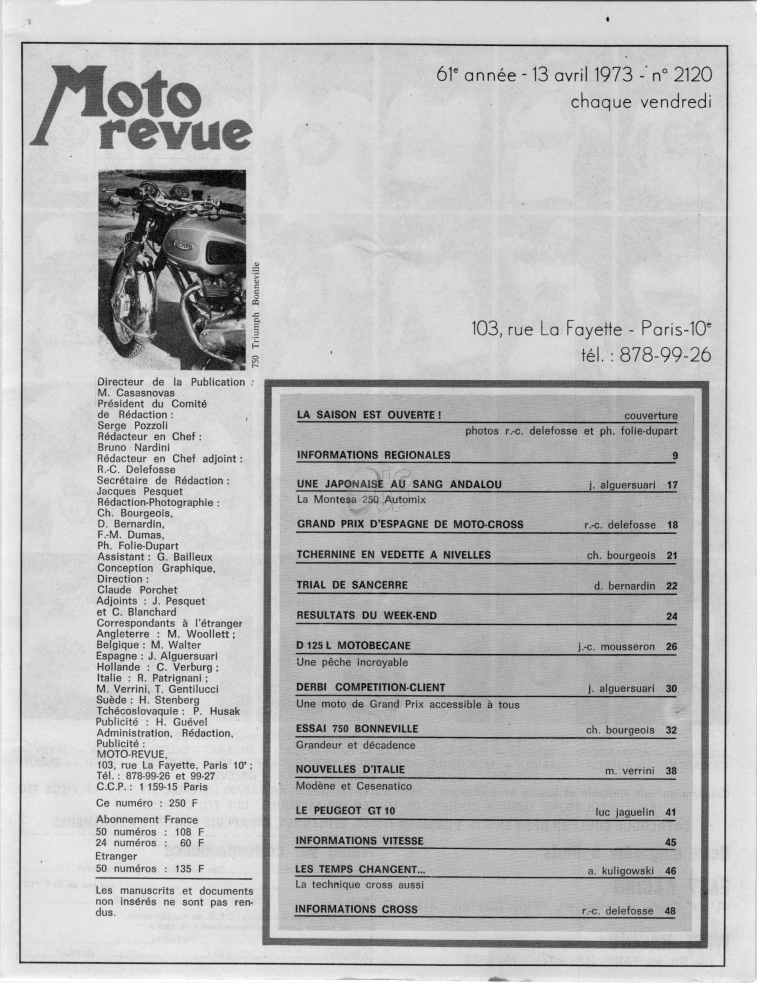 Moto
revue
61e année - 13 avril 1973 - n° 2120
chaque vendredi
750 Triumph Bonneville
103, rue La Fayette - Paris-10e
tél. : 878-99-26
Directeur de la Publication :
M. Casasnovas
Président du Comité
de Rédaction :
Serge Pozzoli
Rédacteur en Chef :
Bruno Nardini
Rédacteur en Chef adjoint :
R.-C. Delefosse
Secrétaire de Rédaction :
Jacques Pesquet
Rédaction-Photographie :
Ch. Bourgeois,
D. Bernardin,
F.-M. Dumas,
Ph. Folie-Dupart
Assistant : G. Bailleux
Conception Graphique,
Direction :
Claude Porchet
Adjoints : J. Pesquet
et C. Blanchard
Correspondants à l'étranger
Angleterre : M. Woollett ;
Belgique : M. Walter
Espagne : J. Alguersuari
Hollande : C. Verburg ;
Italie : R. Patrignani ;
M. Verrini, T. Gentilucci
Suède : H. Stenberg
Tchécoslovaquie : P. Husak
Publicité : H. Guével
Administration, Rédaction,
Publicité :
MOTO-REVUE,
103, rue La Fayette, Paris 10e ;
Tél. : 878-99-26 et 99-27
C.C.P. : 1 159-15 Paris
Ce numéro : 250 F
Abonnement France
50 numéros : 108 F
24 numéros : 60 F
Etranger
50 numéros : 135 F
Les manuscrits et documents
non insérés ne sont pas ren-
dus.
LA SAISON EST OUVERTE ! couverture
photos r.-c. delefosse et ph. folie-dupart
INFORMATIONS REGIONALES 9
UNE JAPONAISE AU SANG ANDALOU j. alguersuari 17
La Montesa 250 Automix
GRAND PRIX D'ESPAGNE DE MOTO-CROSS r.-c. delefosse 18
TCHERNINE EN VEDETTE A NIVELLES ch. bourgeois 21
TRIAL DE SANCERRE d. bernardin 22
RESULTATS DU WEEK-END 24
D 125 L MOTOBECANE j.-c. mousseron 26
Une pêche incroyable
DERBI COMPETITION-CLIENT j. alguersuari 30
Une moto de Grand Prix accessible à tous
ESSAI 750 BONNEVILLE ch. bourgeois 32
Grandeur et décadence
NOUVELLES D'ITALIE m. verrini 38
Modène et Cesenatico
LE PEUGEOT GT 10 luc jaguelin 41
INFORMATIONS VITESSE 45
LES TEMPS CHANGENT... a. kuligowski 46
La technique cross aussi
INFORMATIONS CROSS r.-c. delefosse 48